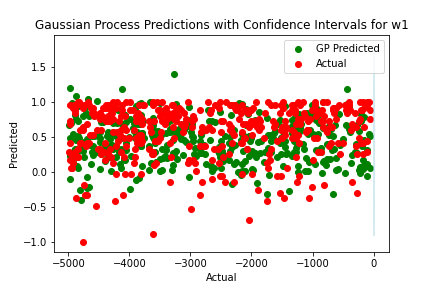 Gaussian Process Predictions with Confidence Intervals for w1
GP Predicted
Actual
1.5
1.0
0.5
0.0
−0.5
−1.0
Predicted
−5000 −4000 −3000 −2000 −1000 0
Actual